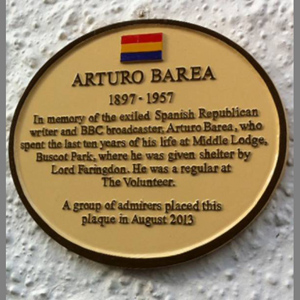 ARTURO BAREA
1897-1957
In memory of the exiled Spanish Republican
writer and BBC broadcaster, Arturo Barea, who
spent the last ten years of his life at Middle Lodge,
Buscot Park, where he was given shelter by
Lord Faringdon. He was a regular at
The Volunteer.
A group of admirers placed this
plaque in August 2013